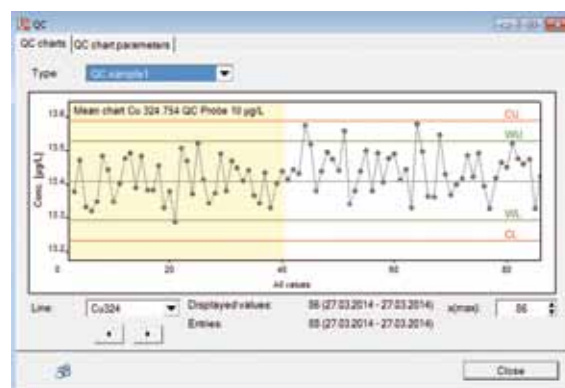 QC
QC charts QC chart parameters
Type: QC sample1
Mean chart Cu 324.754 QC Probe 10 µg/L
CU
WU
WL
CL
Conc. [µg/L]
13.6
13.5
13.4
13.3
13.2
0 20 40 60 80
All values
Line: Cu324 Displayed values: 86 (27.03.2014 - 27.03.2014) x(max): 86
Entries: (27.03.2014 - 27.03.2014)
Close